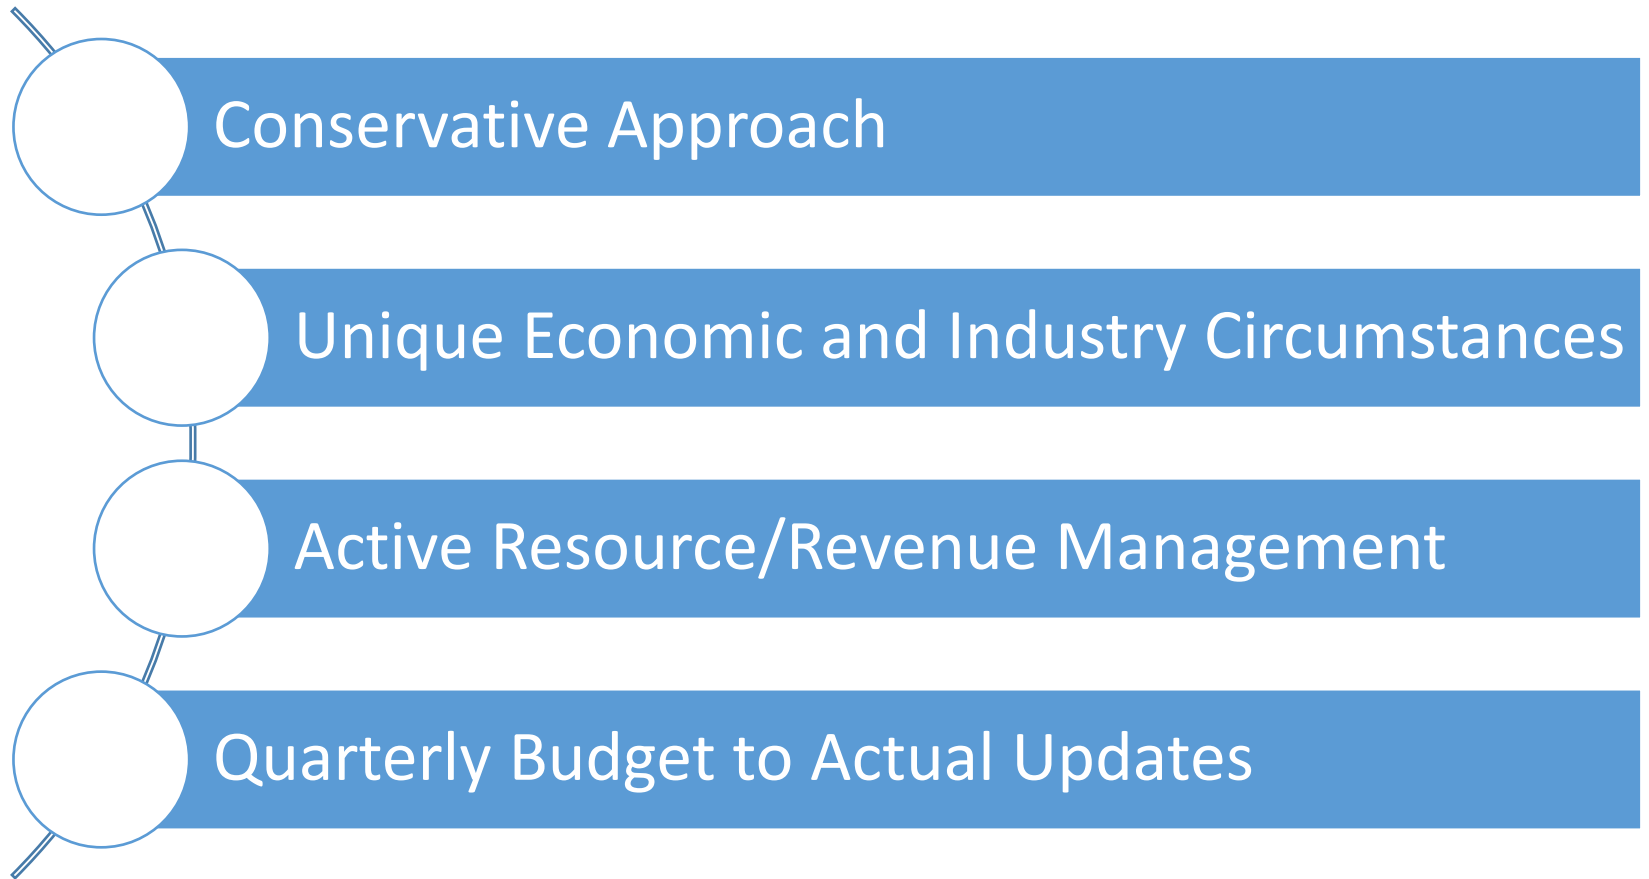 Conservative Approach
Unique Economic and Industry Circumstances
Active Resource/Revenue Management
Quarterly Budget to Actual Updates